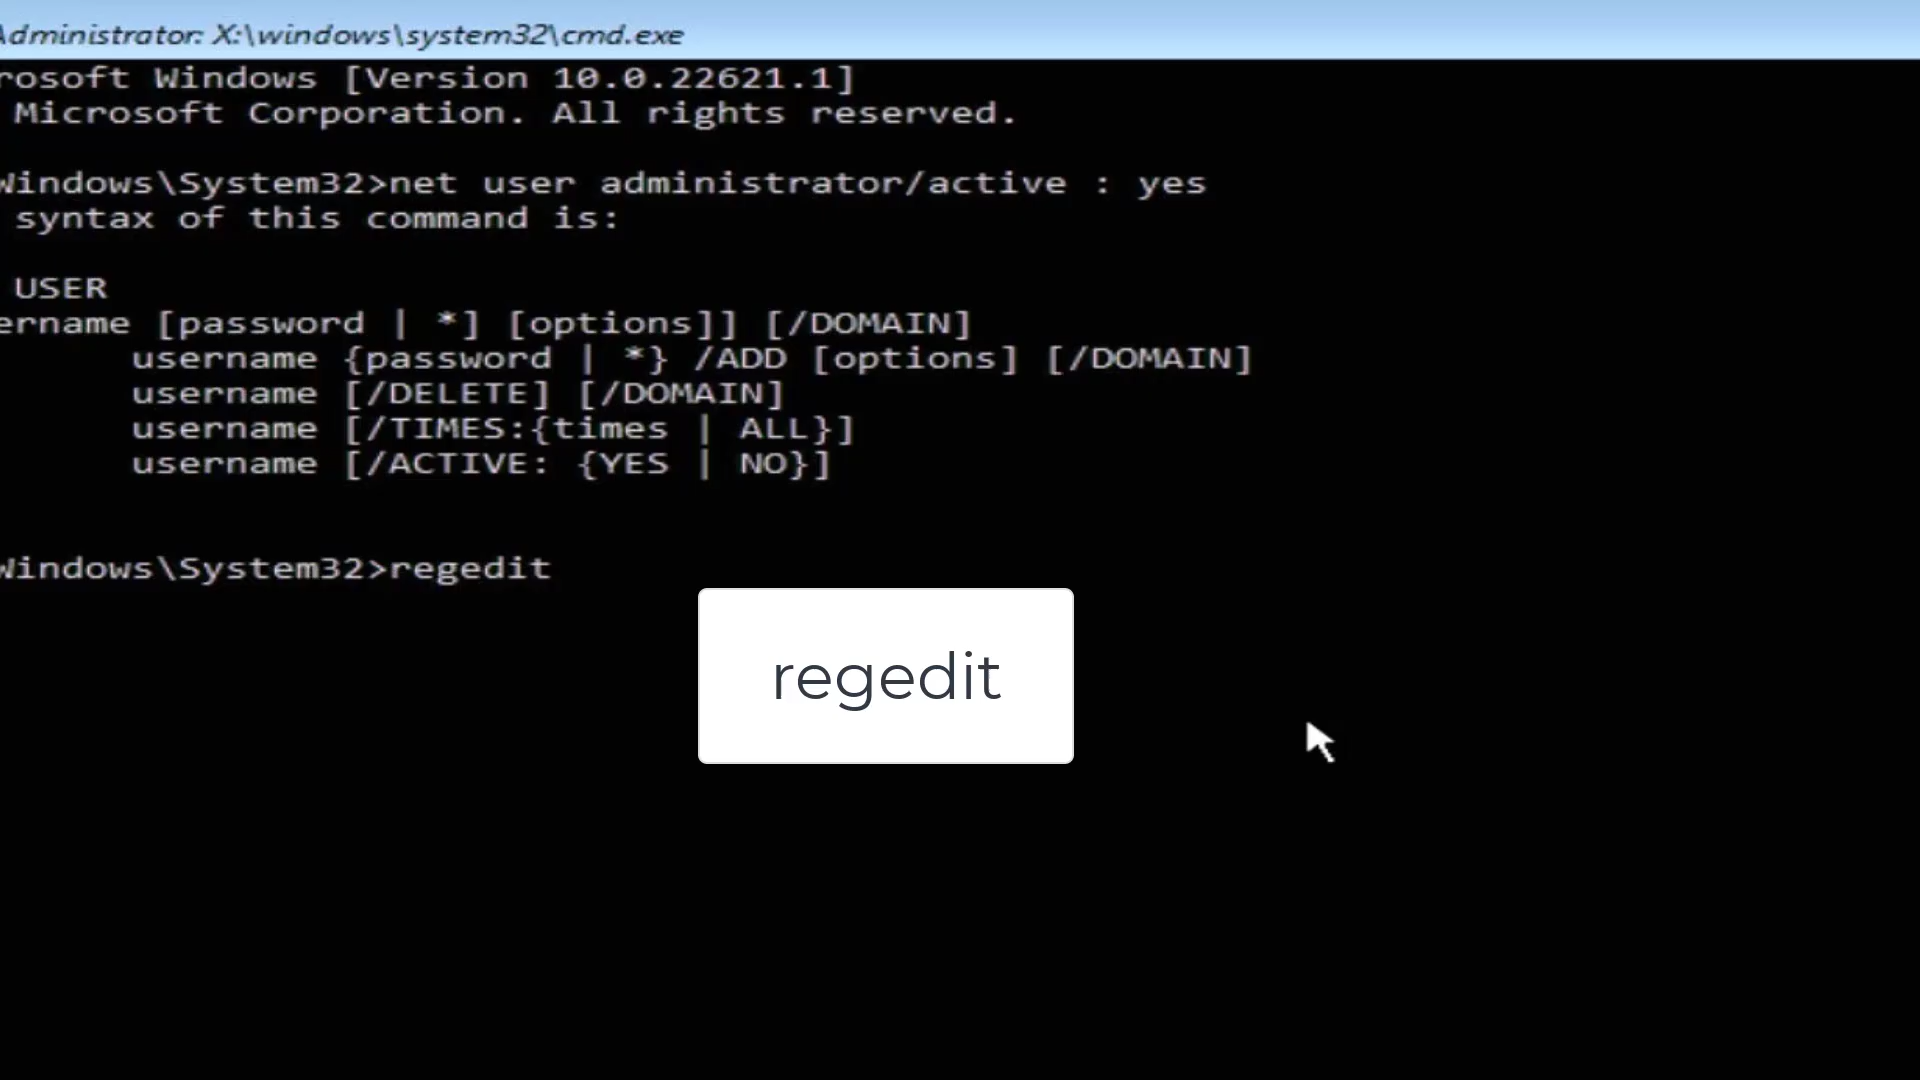 Administrator: X:\windows\system32\cmd.exe
rosoft Windows [Version 10.0.22621.1]
Microsoft Corporation. All rights reserved.
Windows\System32>net user administrator/active : yes
syntax of this command is:
USER
ername [password | *] [options]] [/DOMAIN]
username {password | *} /ADD [options] [/DOMAIN]
username [/DELETE] [/DOMAIN]
username [/TIMES:{times | ALL}]
username [/ACTIVE: {YES | NO}]
Windows\System32>regedit
regedit